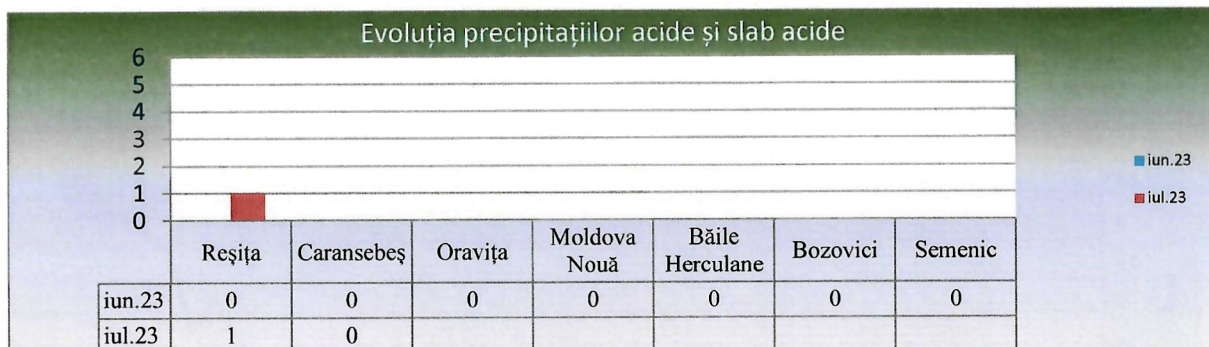 Evoluția precipitațiilor acide și slab acide
6
5
4
3
2
1
0
iun.23
iul.23
Reșița Caransebeș Oravița Moldova Nouă Băile Herculane Bozovici Semenic
iun.23 0 0 0 0 0 0 0
iul.23 1 0